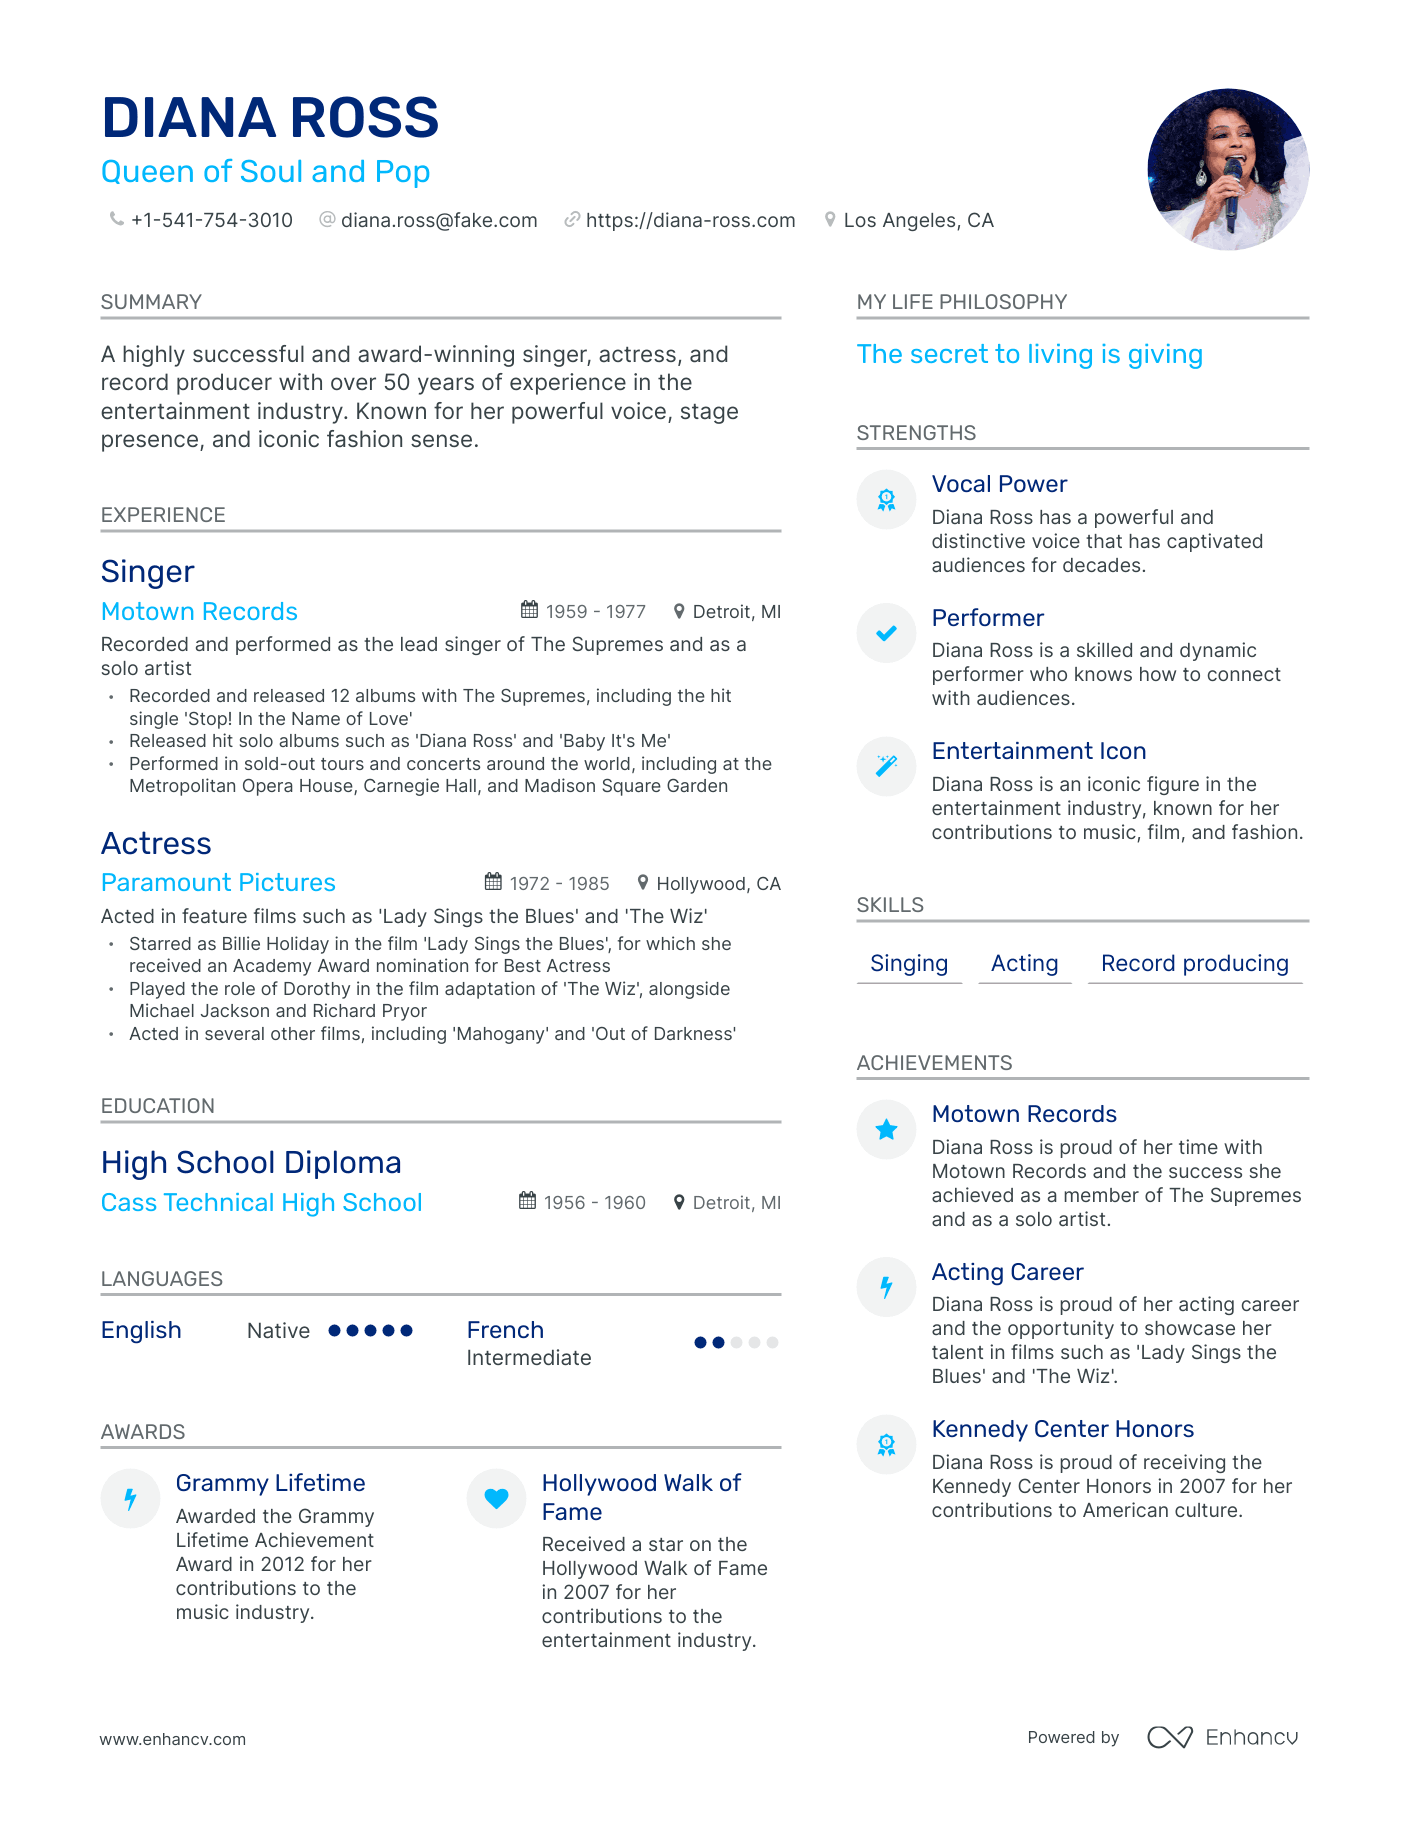 DIANA ROSS
Queen of Soul and Pop
+1-541-754-3010 @ diana.ross@fake.com https://diana-ross.com Los Angeles, CA
SUMMARY
A highly successful and award-winning singer, actress, and
record producer with over 50 years of experience in the
entertainment industry. Known for her powerful voice, stage
presence, and iconic fashion sense.
EXPERIENCE
Singer
Motown Records 1959 - 1977 Detroit, MI
Recorded and performed as the lead singer of The Supremes and as a
solo artist
• Recorded and released 12 albums with The Supremes, including the hit
single 'Stop! In the Name of Love'
• Released hit solo albums such as 'Diana Ross' and 'Baby It's Me'
• Performed in sold-out tours and concerts around the world, including at the
Metropolitan Opera House, Carnegie Hall, and Madison Square Garden
Actress
Paramount Pictures 1972 - 1985 Hollywood, CA
Acted in feature films such as 'Lady Sings the Blues' and 'The Wiz'
• Starred as Billie Holiday in the film 'Lady Sings the Blues', for which she
received an Academy Award nomination for Best Actress
• Played the role of Dorothy in the film adaptation of 'The Wiz', alongside
Michael Jackson and Richard Pryor
• Acted in several other films, including 'Mahogany' and 'Out of Darkness'
EDUCATION
High School Diploma
Cass Technical High School 1956 - 1960 Detroit, MI
LANGUAGES
English Native
French
Intermediate
AWARDS
Grammy Lifetime
Awarded the Grammy
Lifetime Achievement
Award in 2012 for her
contributions to the
music industry.
Hollywood Walk of
Fame
Received a star on the
Hollywood Walk of Fame
in 2007 for her
contributions to the
entertainment industry.
MY LIFE PHILOSOPHY
The secret to living is giving
STRENGTHS
Vocal Power
Diana Ross has a powerful and
distinctive voice that has captivated
audiences for decades.
Performer
Diana Ross is a skilled and dynamic
performer who knows how to connect
with audiences.
Entertainment Icon
Diana Ross is an iconic figure in the
entertainment industry, known for her
contributions to music, film, and fashion.
SKILLS
Singing Acting Record producing
ACHIEVEMENTS
Motown Records
Diana Ross is proud of her time with
Motown Records and the success she
achieved as a member of The Supremes
and as a solo artist.
Acting Career
Diana Ross is proud of her acting career
and the opportunity to showcase her
talent in films such as 'Lady Sings the
Blues' and 'The Wiz'.
Kennedy Center Honors
Diana Ross is proud of receiving the
Kennedy Center Honors in 2007 for her
contributions to American culture.
www.enhancv.com
Powered by Enhancv